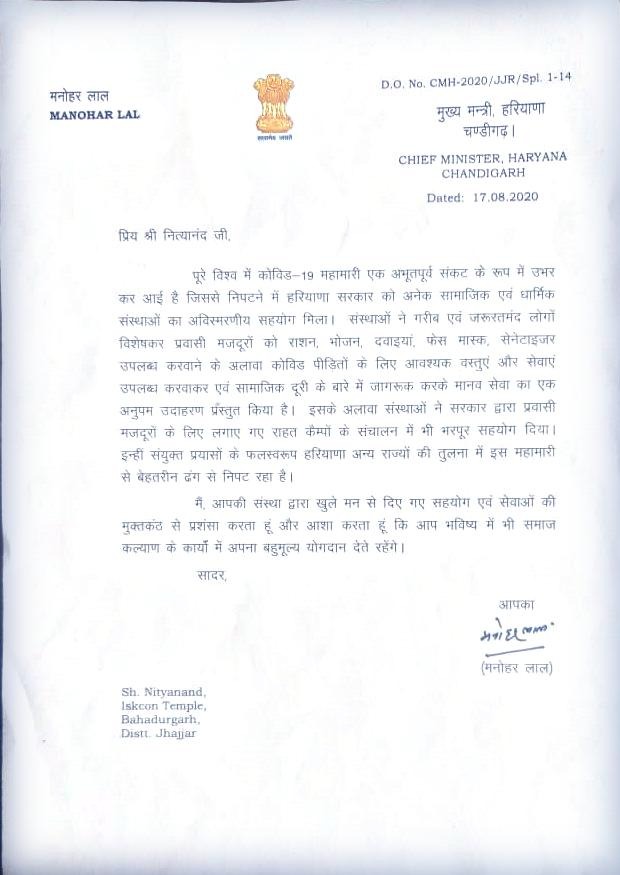 मनोहर लाल
MANOHAR LAL
सत्यमेव जयते
D.O. No. CMH-2020/JJR/Spl. 1-14
मुख्य मन्त्री, हरियाणा
चण्डीगढ़।
CHIEF MINISTER, HARYANA
CHANDIGARH
Dated: 17.08.2020
प्रिय श्री नित्यानंद जी,
पूरे विश्व में कोविड–19 महामारी एक अभूतपूर्व संकट के रूप में उभर
कर आई है जिससे निपटने में हरियाणा सरकार को अनेक सामाजिक एवं धार्मिक
संस्थाओं का अविस्मरणीय सहयोग मिला। संस्थाओं ने गरीब एवं जरूरतमंद लोगों
विशेषकर प्रवासी मजदूरों को राशन, भोजन, दवाइयां, फेस मास्क, सेनेटाइजर
उपलब्ध करवाने के अलावा कोविड पीड़ितों के लिए आवश्यक वस्तुएं और सेवाएं
उपलब्ध करवाकर एवं सामाजिक दूरी के बारे में जागरूक करके मानव सेवा का एक
अनुपम उदाहरण प्रस्तुत किया है। इसके अलावा संस्थाओं ने सरकार द्वारा प्रवासी
मजदूरों के लिए लगाए गए राहत कैम्पों के संचालन में भी भरपूर सहयोग दिया।
इन्हीं संयुक्त प्रयासों के फलस्वरूप हरियाणा अन्य राज्यों की तुलना में इस महामारी
से बेहतरीन ढंग से निपट रहा है।
मैं, आपकी संस्था द्वारा खुले मन से दिए गए सहयोग एवं सेवाओं की
मुक्तकंठ से प्रशंसा करता हूं और आशा करता हूं कि आप भविष्य में भी समाज
कल्याण के कार्यों में अपना बहुमूल्य योगदान देते रहेंगे।
सादर,
आपका
मनोहर लाल
(मनोहर लाल)
Sh. Nityanand,
Iskcon Temple,
Bahadurgarh,
Distt. Jhajjar